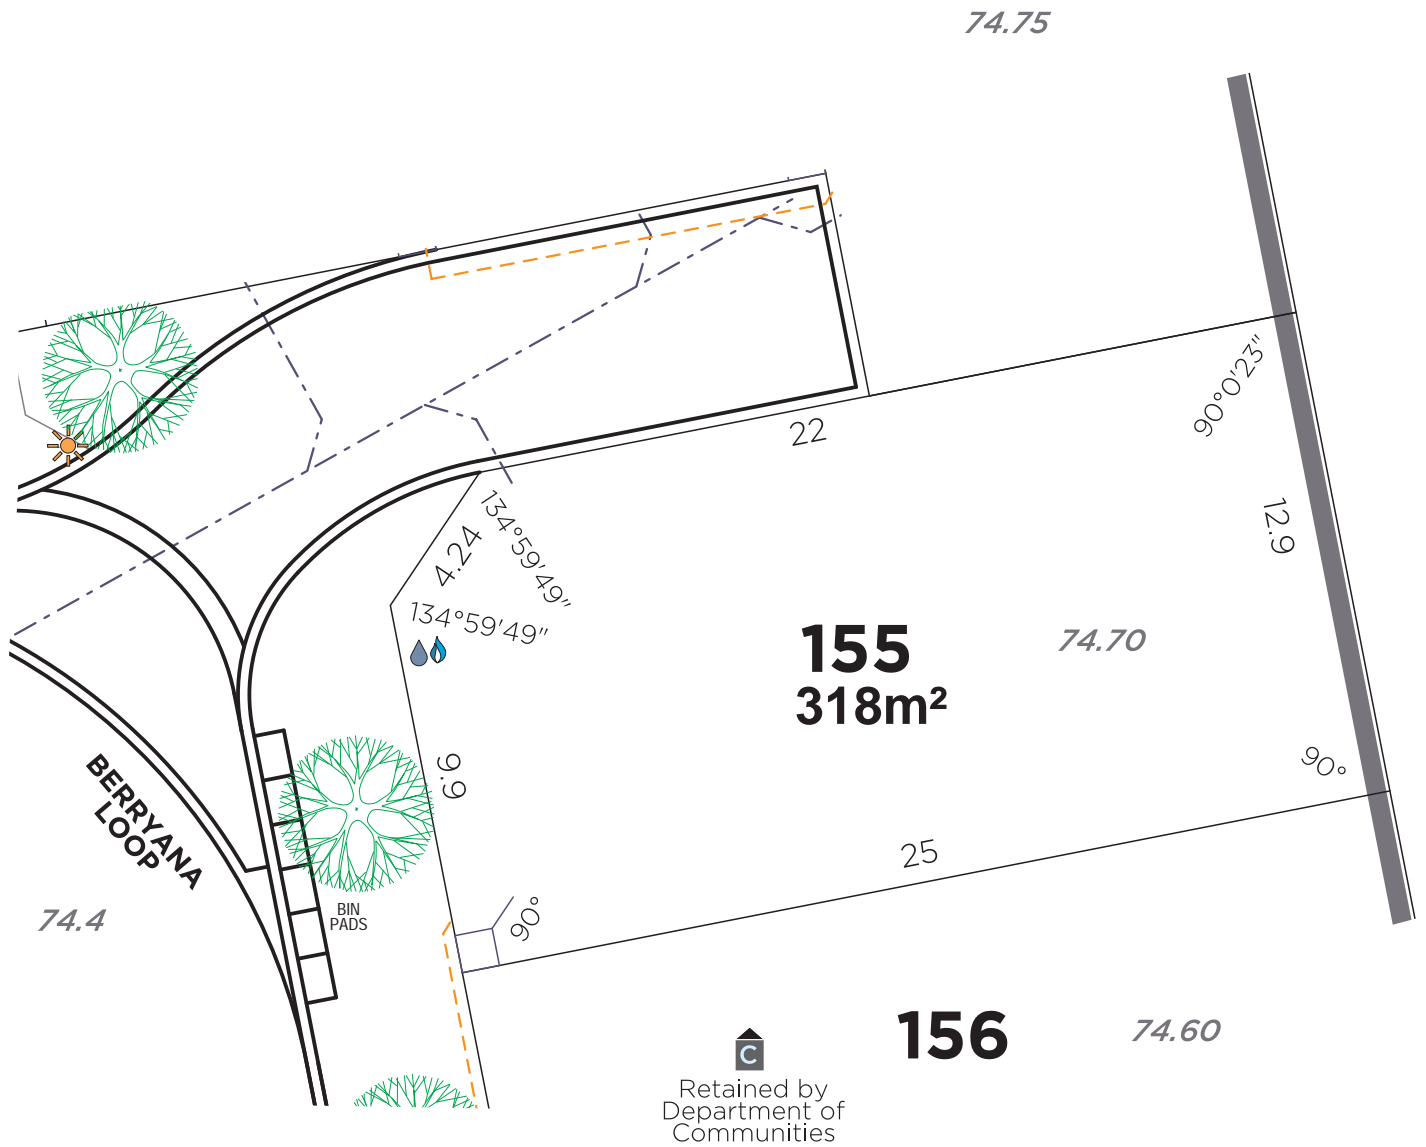 74.75
90°0'23"
22
134°59'49"
4.24
12.9
134°59'49"
155
74.70
318m²
9.9
90°
BERRYANA
LOOP
25
BIN
PADS
74.4
90°
156
74.60
C
Retained by
Department of
Communities